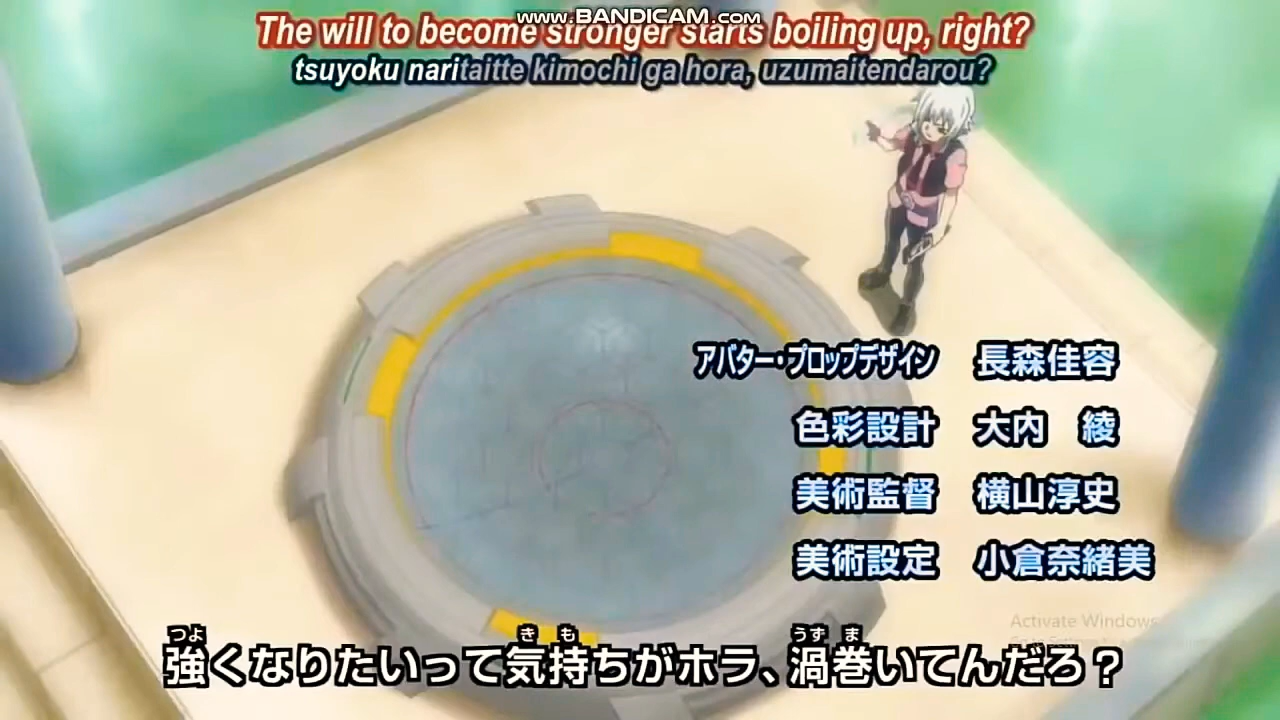 www.BANDICAM.com
The will to become stronger starts boiling up, right?
tsuyoku naritaitte kimochi ga hora, uzumaitendarou?
アバター・プロップデザイン 長森佳容
色彩設計 大内 綾
美術監督 横山淳史
美術設定 小倉奈緒美
Activate Windows
Go to Settings to
つよ き も うず ま
強くなりたいって気持ちがホラ、渦巻いてんだろ？